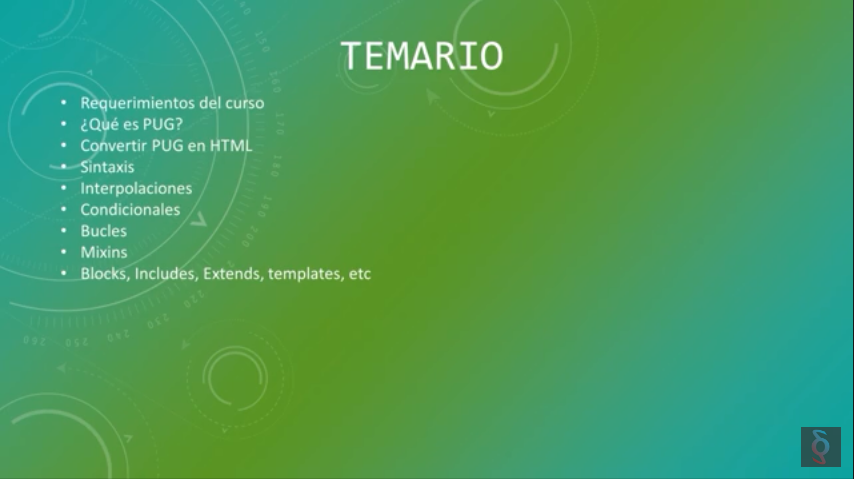 TEMARIO
• Requerimientos del curso
• ¿Qué es PUG?
• Convertir PUG en HTML
• Sintaxis
• Interpolaciones
• Condicionales
• Bucles
• Mixins
• Blocks, Includes, Extends, templates, etc